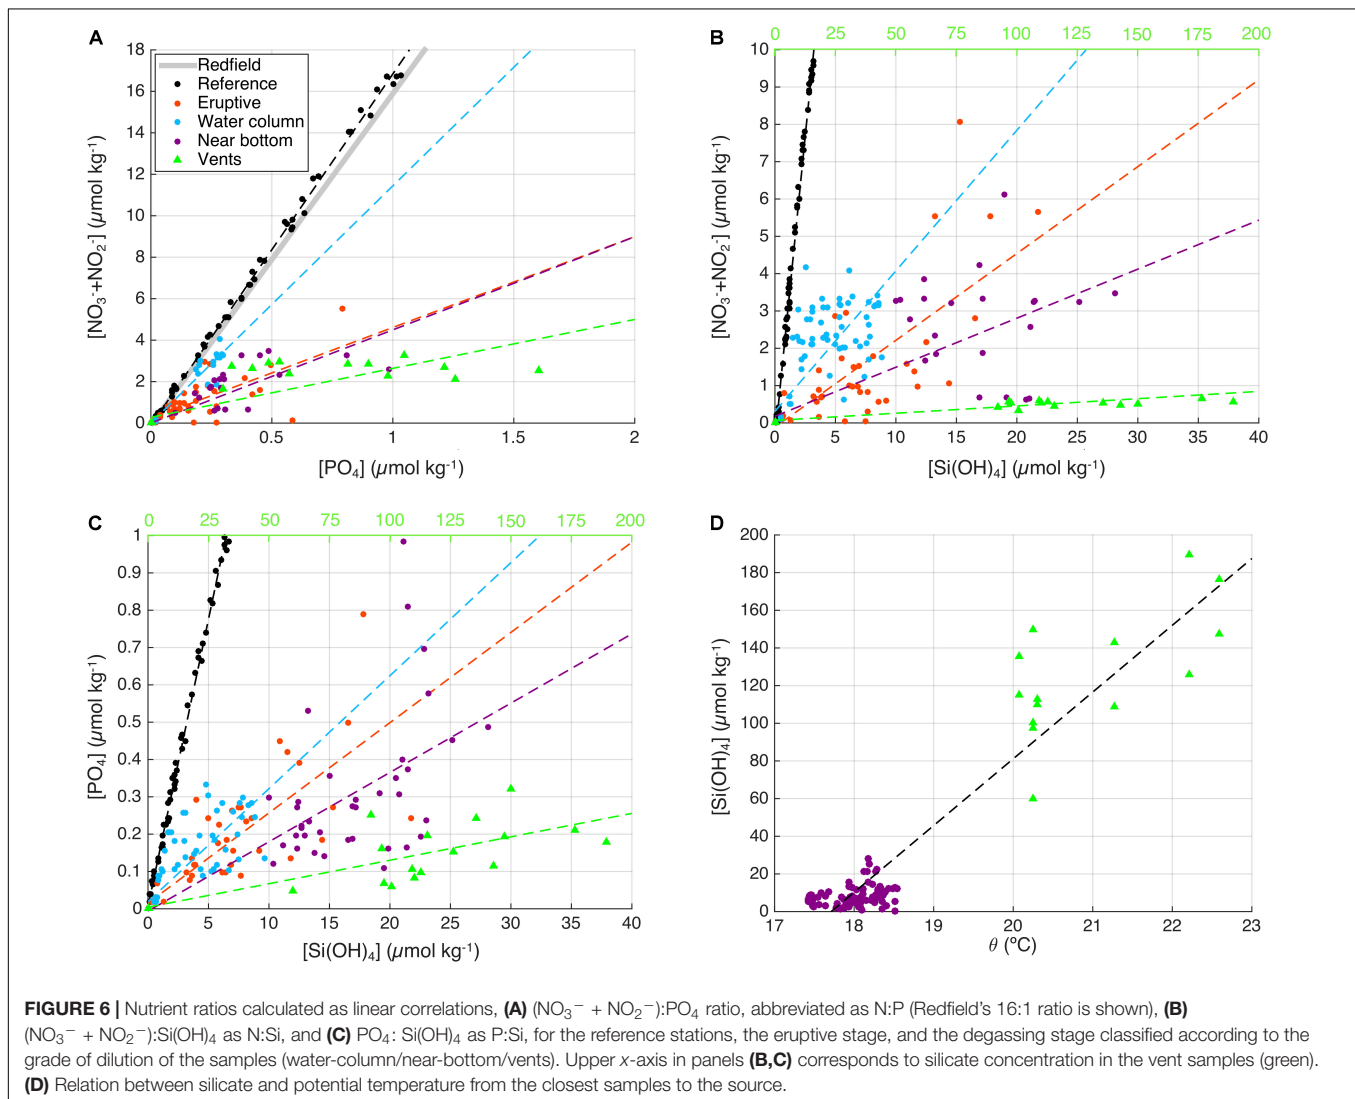 A
18
16
14
12
10
8
6
4
2
0
[NO3-+NO2-] (µmol kg-1)
Redfield
Reference
Eruptive
Water column
Near bottom
Vents
0 0.5 1 1.5 2
[PO4] (µmol kg-1)
B
0 25 50 75 100 125 150 175 200
10
9
8
7
6
5
4
3
2
1
0
[NO3-+NO2-] (µmol kg-1)
0 5 10 15 20 25 30 35 40
[Si(OH)4] (µmol kg-1)
C
0 25 50 75 100 125 150 175 200
1
0.9
0.8
0.7
0.6
0.5
0.4
0.3
0.2
0.1
0
[PO4] (µmol kg-1)
0 5 10 15 20 25 30 35 40
[Si(OH)4] (µmol kg-1)
D
200
180
160
140
120
100
80
60
40
20
0
[Si(OH)4] (µmol kg-1)
17 18 19 20 21 22 23
θ (ºC)
FIGURE 6 | Nutrient ratios calculated as linear correlations, (A) (NO3− + NO2−):PO4 ratio, abbreviated as N:P (Redfield's 16:1 ratio is shown), (B)
(NO3− + NO2−):Si(OH)4 as N:Si, and (C) PO4: Si(OH)4 as P:Si, for the reference stations, the eruptive stage, and the degassing stage classified according to the
grade of dilution of the samples (water-column/near-bottom/vents). Upper x-axis in panels (B,C) corresponds to silicate concentration in the vent samples (green).
(D) Relation between silicate and potential temperature from the closest samples to the source.